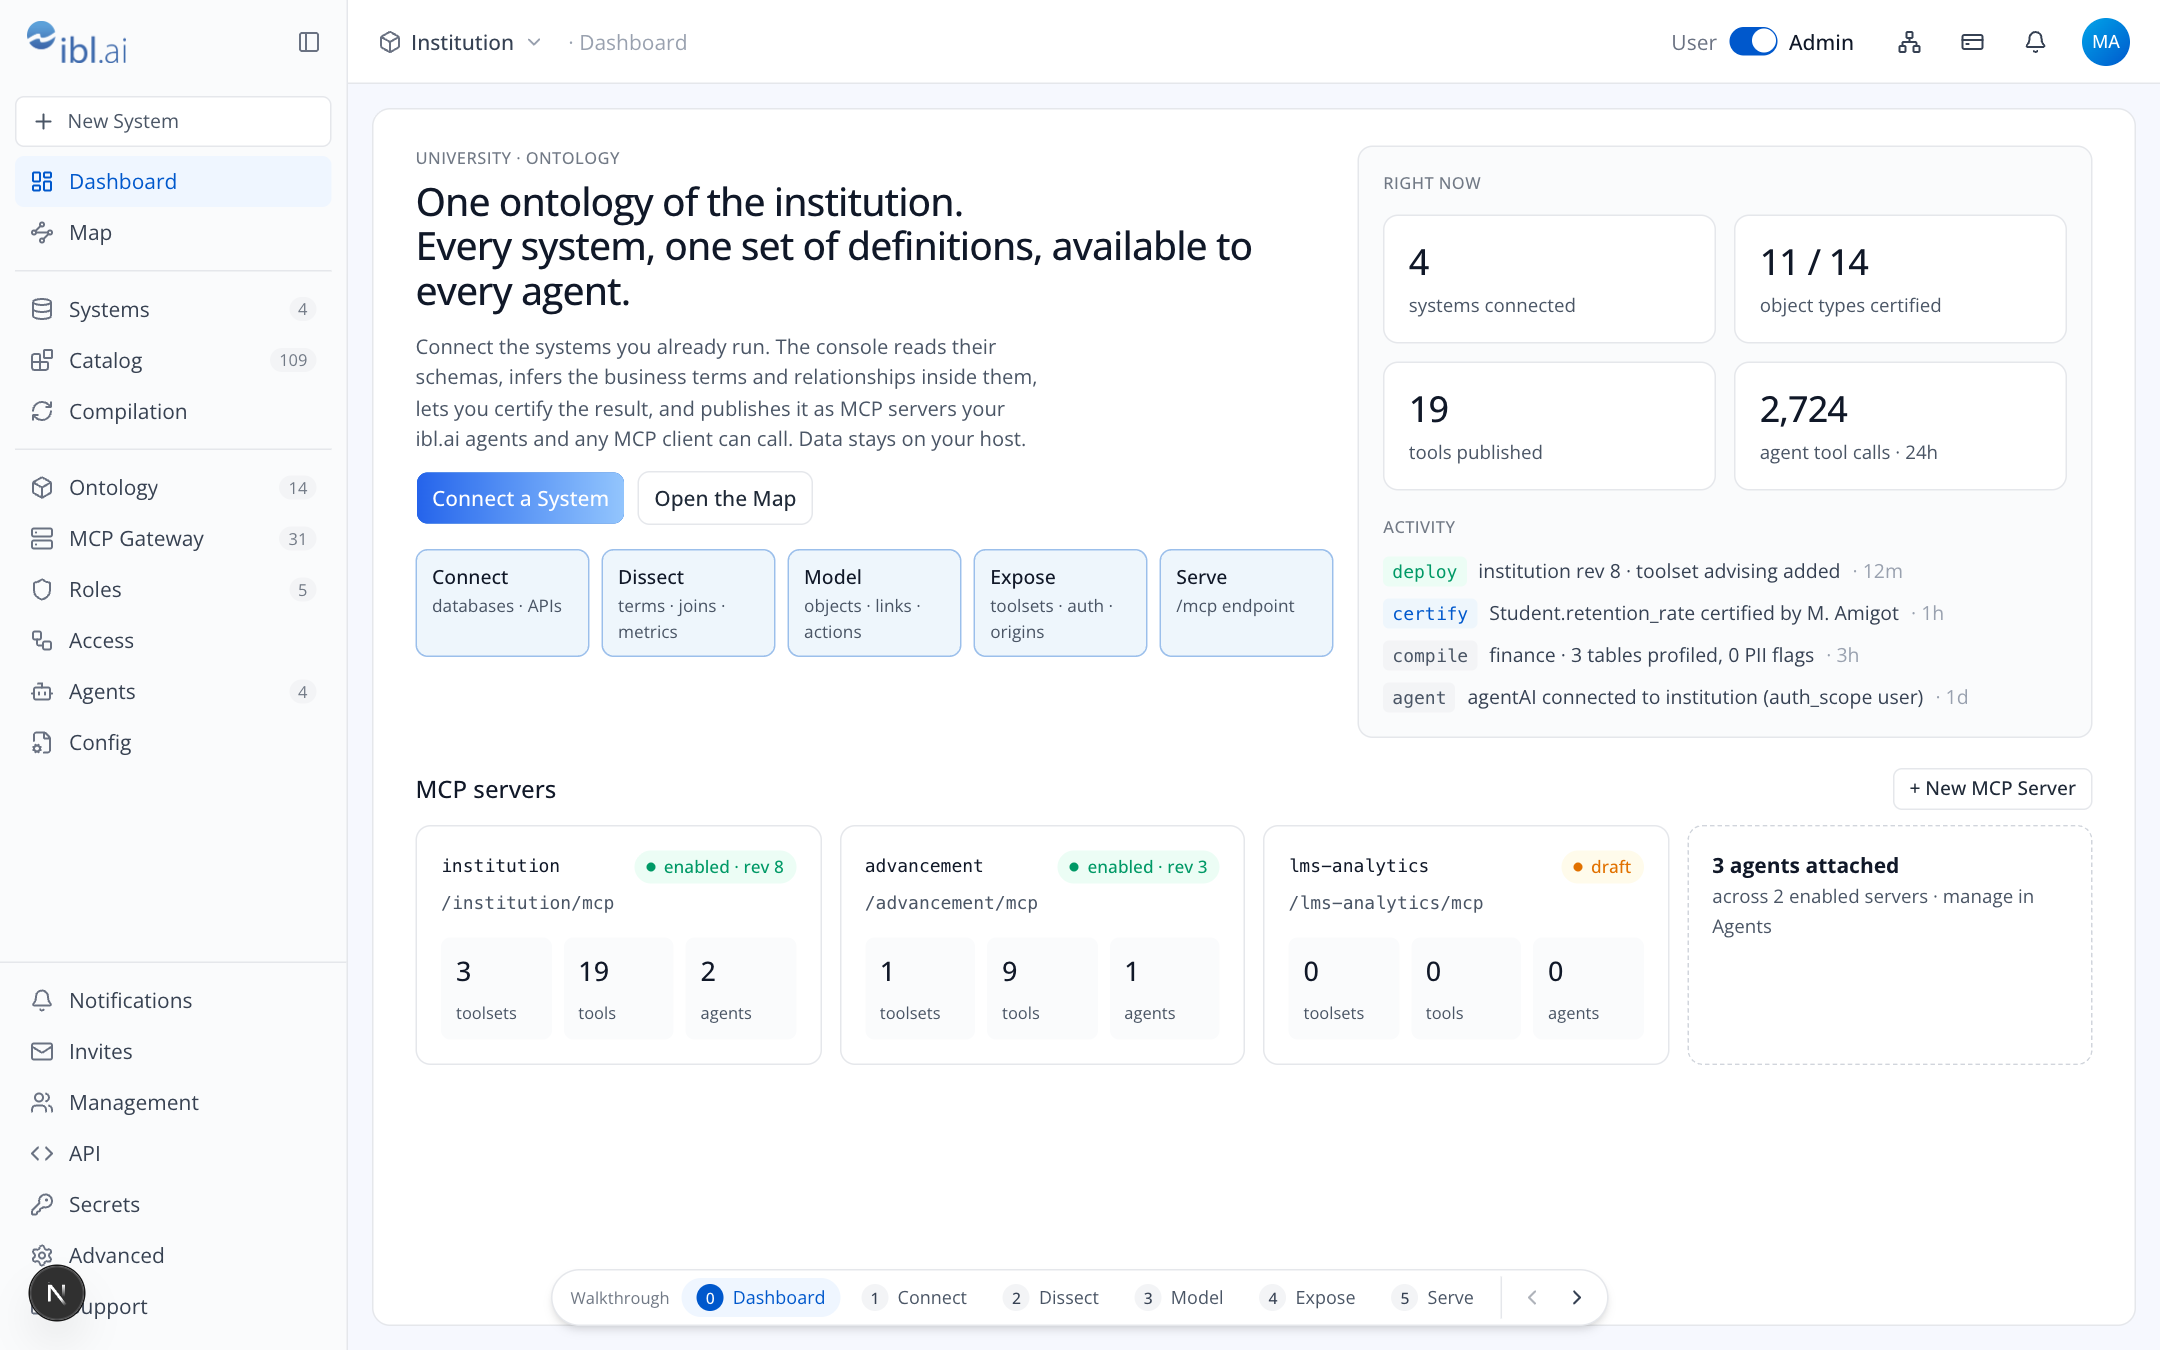 ibl.ai
New System
Dashboard
Map
Systems 4
Catalog 109
Compilation
Ontology 14
MCP Gateway 31
Roles 5
Access
Agents 4
Config
Notifications
Invites
Management
API
Secrets
Advanced
N
upport
Institution · Dashboard
User Admin
MA
UNIVERSITY · ONTOLOGY
One ontology of the institution.
Every system, one set of definitions, available to
every agent.
Connect the systems you already run. The console reads their
schemas, infers the business terms and relationships inside them,
lets you certify the result, and publishes it as MCP servers your
ibl.ai agents and any MCP client can call. Data stays on your host.
Connect a System Open the Map
Connect
databases · APIs
Dissect
terms · joins ·
metrics
Model
objects · links ·
actions
Expose
toolsets · auth ·
origins
Serve
/mcp endpoint
RIGHT NOW
4
systems connected
11 / 14
object types certified
19
tools published
2,724
agent tool calls · 24h
ACTIVITY
deploy institution rev 8 · toolset advising added · 12m
certify Student.retention_rate certified by M. Amigot · 1h
compile finance · 3 tables profiled, 0 PII flags · 3h
agent agentAI connected to institution (auth_scope user) · 1d
MCP servers
+ New MCP Server
institution enabled · rev 8
/institution/mcp
3 19 2
toolsets tools agents
advancement enabled · rev 3
/advancement/mcp
1 9 1
toolsets tools agents
lms-analytics draft
/lms-analytics/mcp
0 0 0
toolsets tools agents
3 agents attached
across 2 enabled servers · manage in
Agents
Walkthrough 0 Dashboard 1 Connect 2 Dissect 3 Model 4 Expose 5 Serve